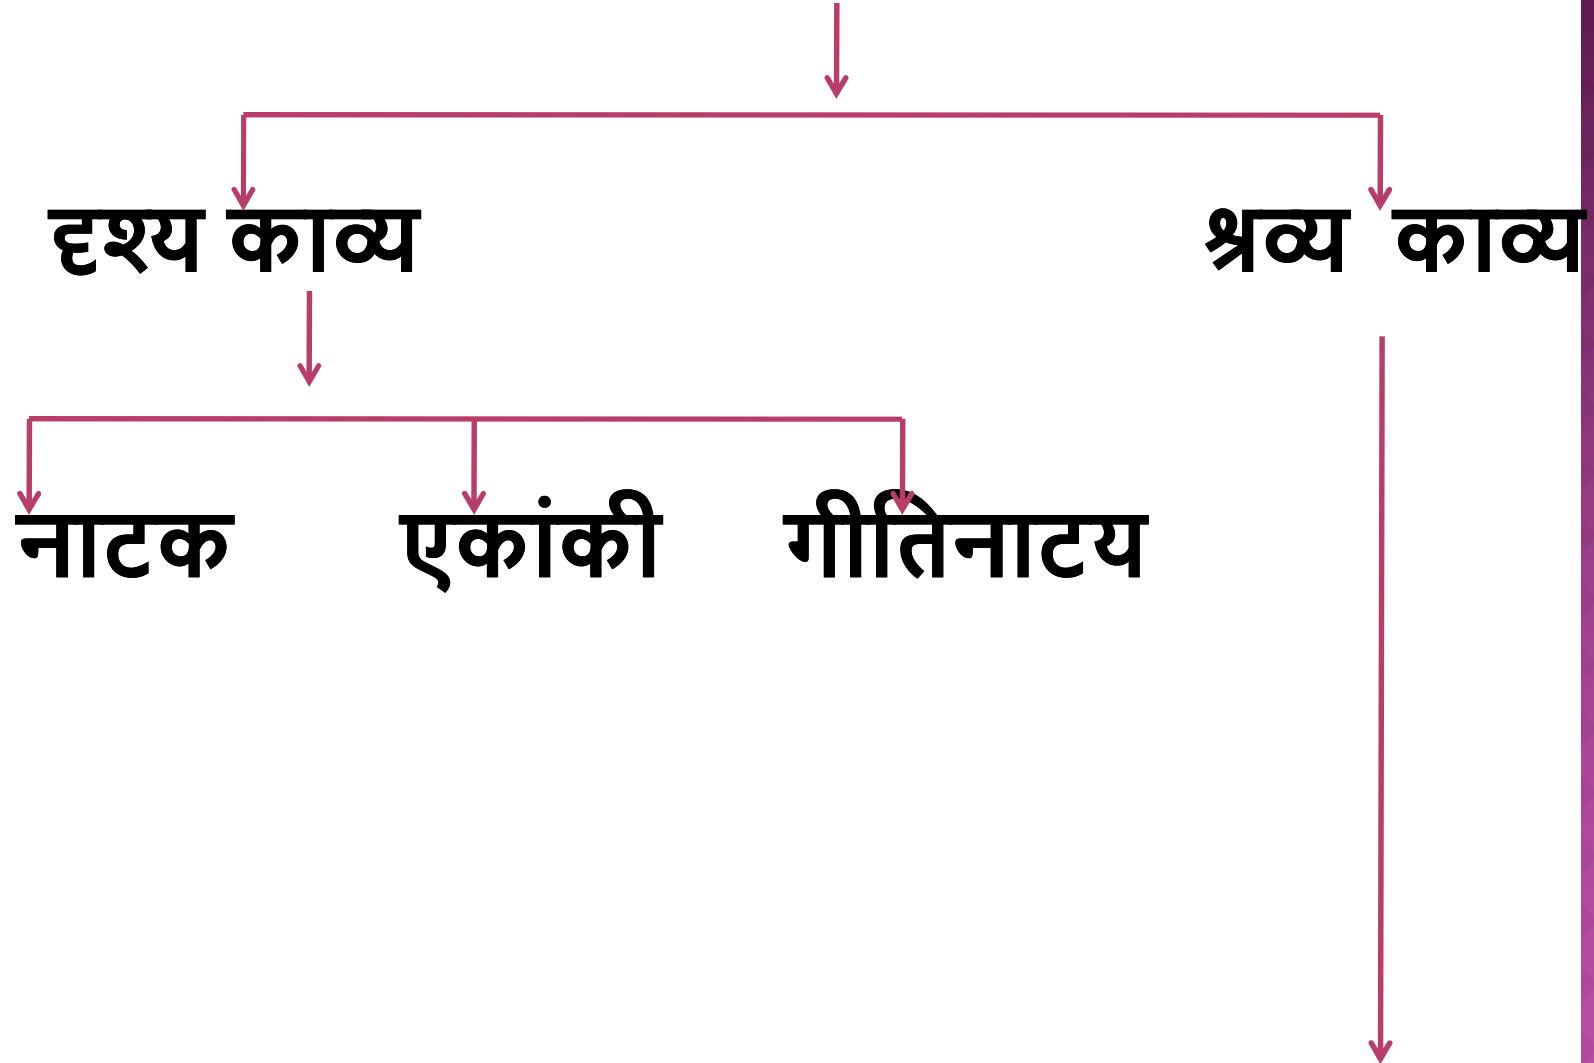 दृश्य काव्य श्रव्य काव्य
नाटक एकांकी गीतिनाटय